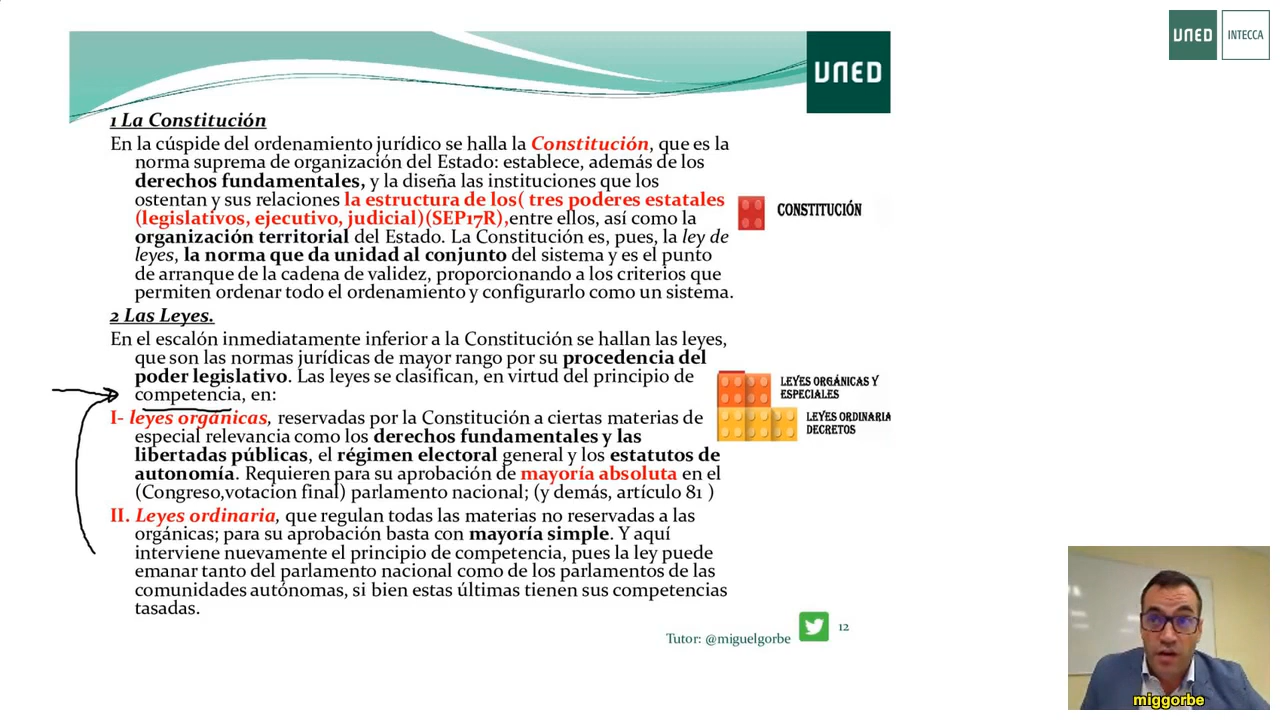 UNED
INTECCA
UNED
1 La Constitución
En la cúspide del ordenamiento jurídico se halla la Constitución, que es la
norma suprema de organización del Estado: establece, además de los
derechos fundamentales, y la diseña las instituciones que los
ostentan y sus relaciones la estructura de los( tres poderes estatales
(legislativos, ejecutivo, judicial)(SEP17R),entre ellos, así como la
organización territorial del Estado. La Constitución es, pues, la ley de
leyes, la norma que da unidad al conjunto del sistema y es el punto
de arranque de la cadena de validez, proporcionando a los criterios que
permiten ordenar todo el ordenamiento y configurarlo como un sistema.
CONSTITUCIÓN
2 Las Leyes.
En el escalón inmediatamente inferior a la Constitución se hallan las leyes,
que son las normas jurídicas de mayor rango por su procedencia del
poder legislativo. Las leyes se clasifican, en virtud del principio de
competencia, en:
I- leyes orgánicas, reservadas por la Constitución a ciertas materias de
especial relevancia como los derechos fundamentales y las
libertades públicas, el régimen electoral general y los estatutos de
autonomía. Requieren para su aprobación de mayoría absoluta en el
(Congreso,votacion final) parlamento nacional; (y demás, artículo 81 )
LEYES ORGÁNICAS Y
ESPECIALES
LEYES ORDINARIA
DECRETOS
II. Leyes ordinaria, que regulan todas las materias no reservadas a las
orgánicas; para su aprobación basta con mayoría simple. Y aquí
interviene nuevamente el principio de competencia, pues la ley puede
emanar tanto del parlamento nacional como de los parlamentos de las
comunidades autónomas, si bien estas últimas tienen sus competencias
tasadas.
Tutor: @miguelgorbe
12
miggorbe